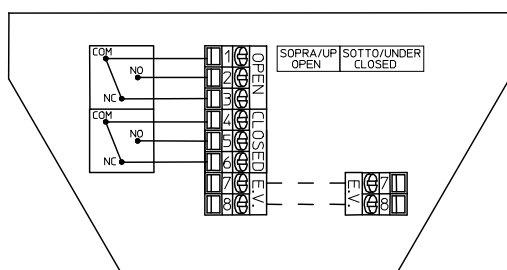 COM
NO
NC
COM
NO
NC
1
2
3
4
5
6
7
8
OPEN
CLOSED
E.V.
SOPRA/UP OPEN
SOTTO/UNDER CLOSED
E.V.
7
8